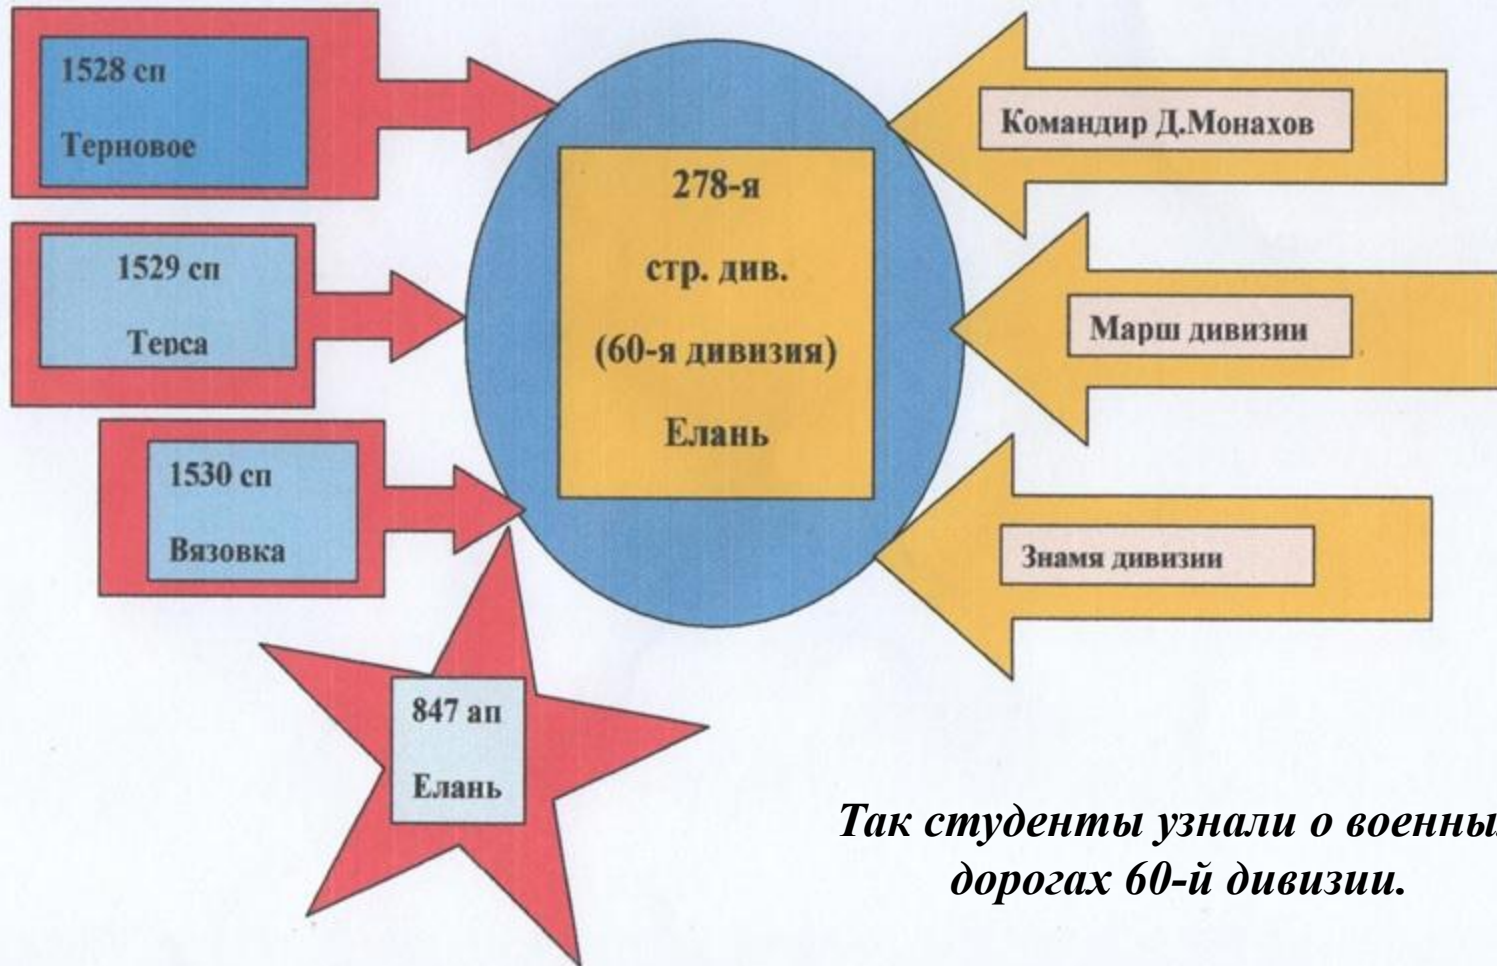 1528 сп
Терновое
1529 сп
Терса
1530 сп
Вязовка
847 ап
Елань
278-я
стр. див.
(60-я дивизия)
Елань
Командир Д.Монахов
Марш дивизии
Знамя дивизии
Так студенты узнали о
дорогах 60-й дивизии.